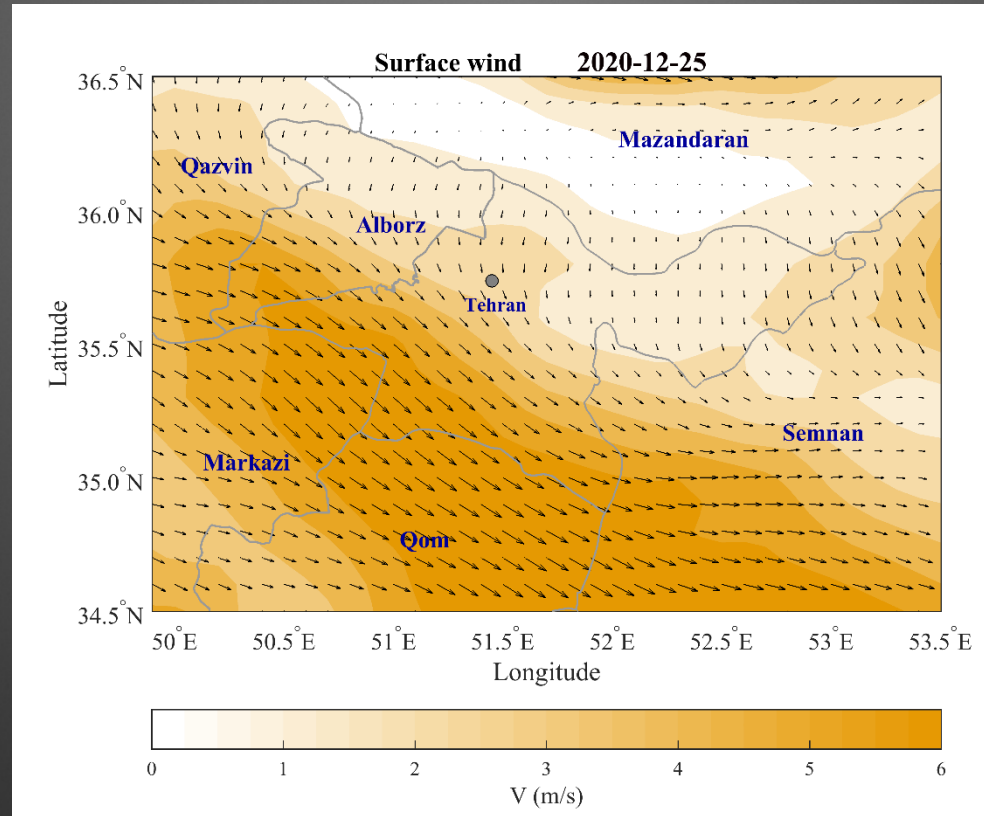 Surface wind 2020-12-25
36.5°N
Mazandaran
Qazvin
36.0°N
Alborz
Tehran
35.5°N
Latitude
Semnan
Markazi
35.0°N
Qom
34.5°N
50°E 50.5°E 51°E 51.5°E 52°E 52.5°E 53°E 53.5°E
Longitude
0 1 2 3 4 5 6
V (m/s)